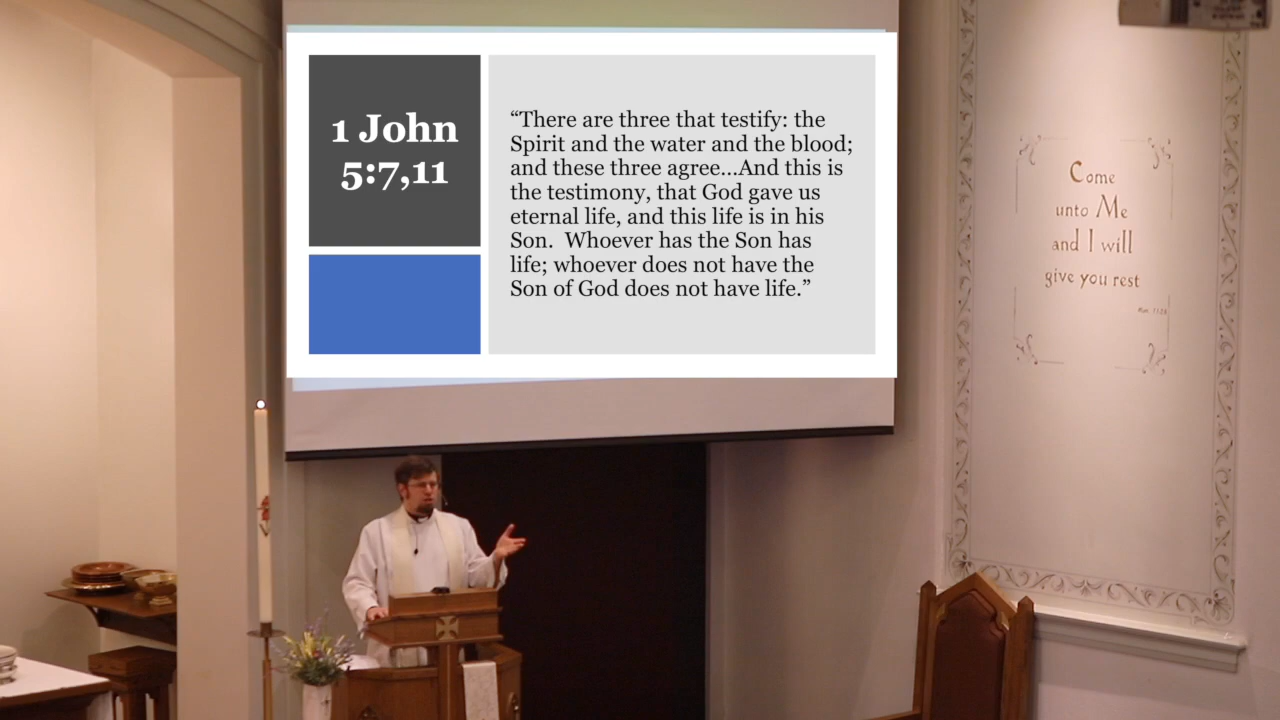 1 John
5:7,11
“There are three that testify: the
Spirit and the water and the blood;
and these three agree…And this is
the testimony, that God gave us
eternal life, and this life is in his
Son.  Whoever has the Son has
life; whoever does not have the
Son of God does not have life.”
Come
unto Me
and I will
give you rest